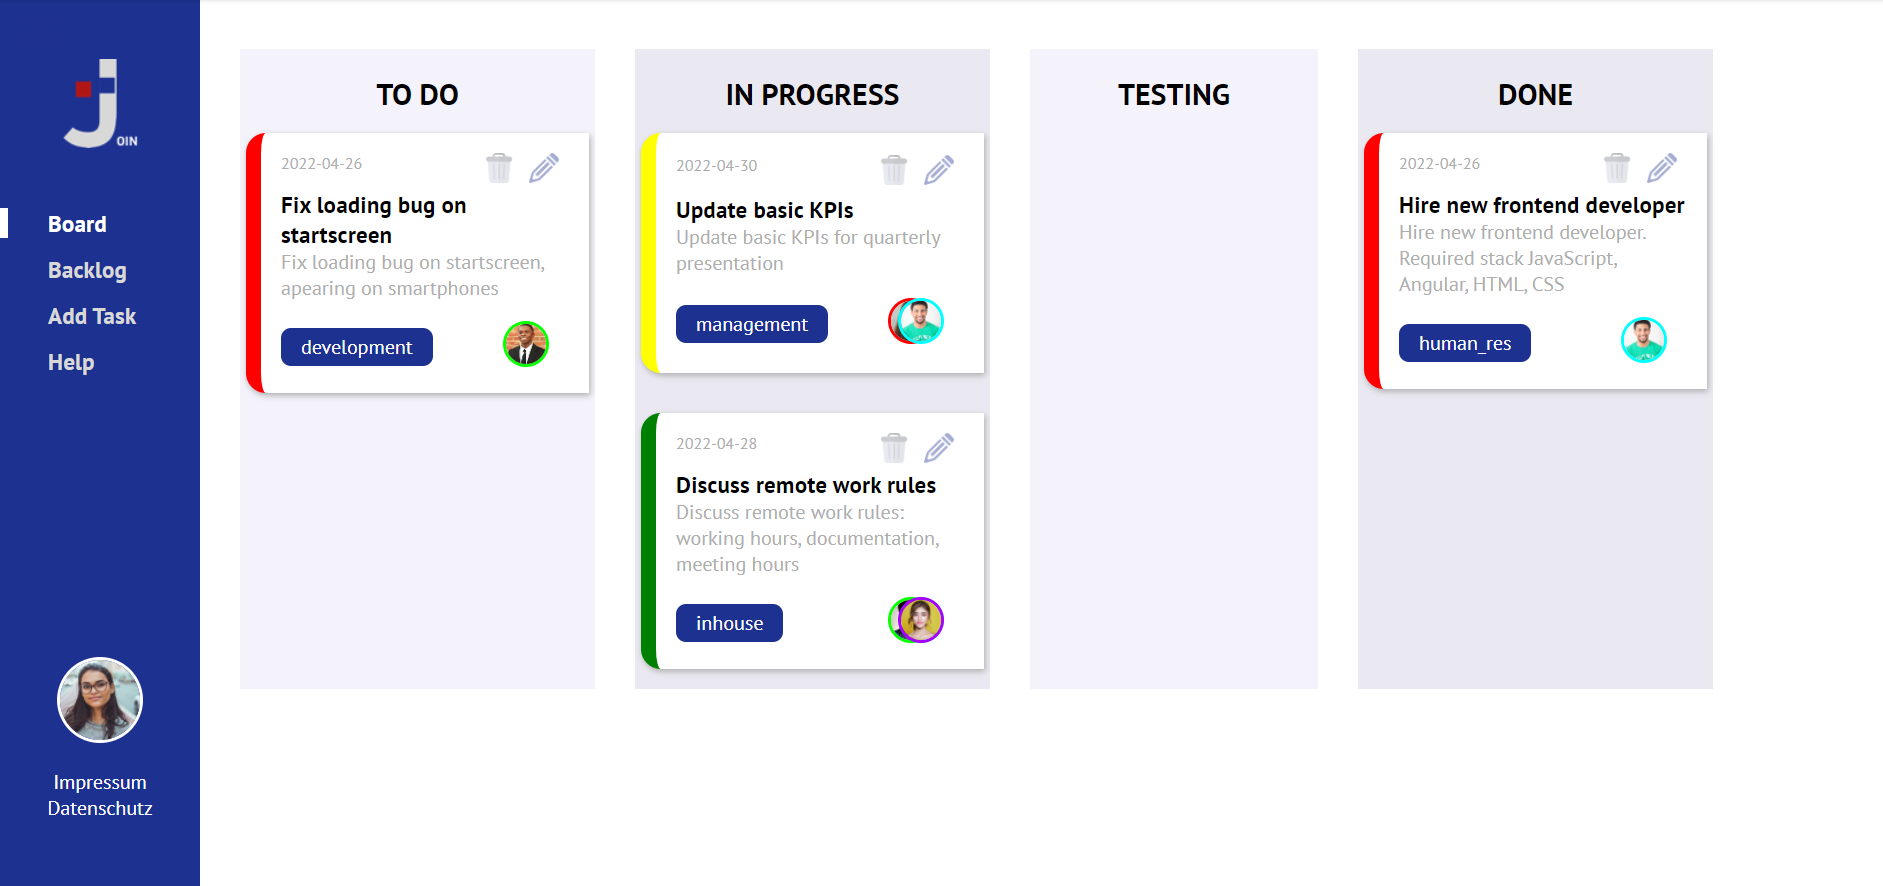 OIN
Board
Backlog
Add Task
Help
Impressum
Datenschutz
TO DO
2022-04-26
Fix loading bug on
startscreen
Fix loading bug on startscreen,
apearing on smartphones
development
IN PROGRESS
2022-04-30
Update basic KPIs
Update basic KPIs for quarterly
presentation
management
2022-04-28
Discuss remote work rules
Discuss remote work rules:
working hours, documentation,
meeting hours
inhouse
TESTING
DONE
2022-04-26
Hire new frontend developer
Hire new frontend developer.
Required stack JavaScript,
Angular, HTML, CSS
human_res